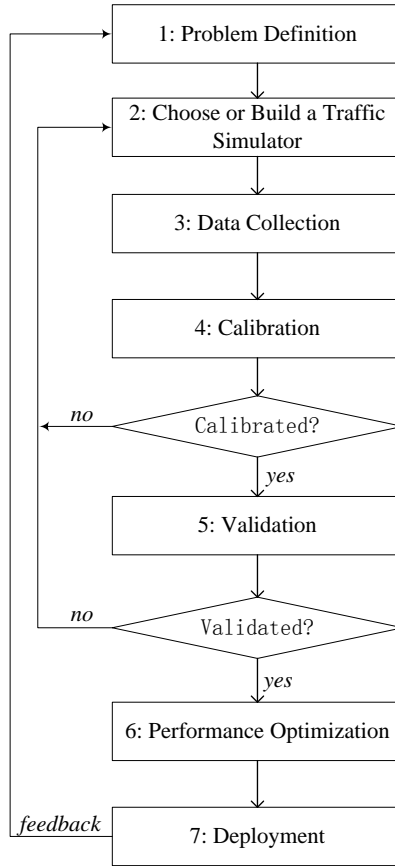 1: Problem Definition
2: Choose or Build a Traffic
Simulator
3: Data Collection
4: Calibration
no
Calibrated?
yes
5: Validation
no
Validated?
yes
6: Performance Optimization
feedback
7: Deployment